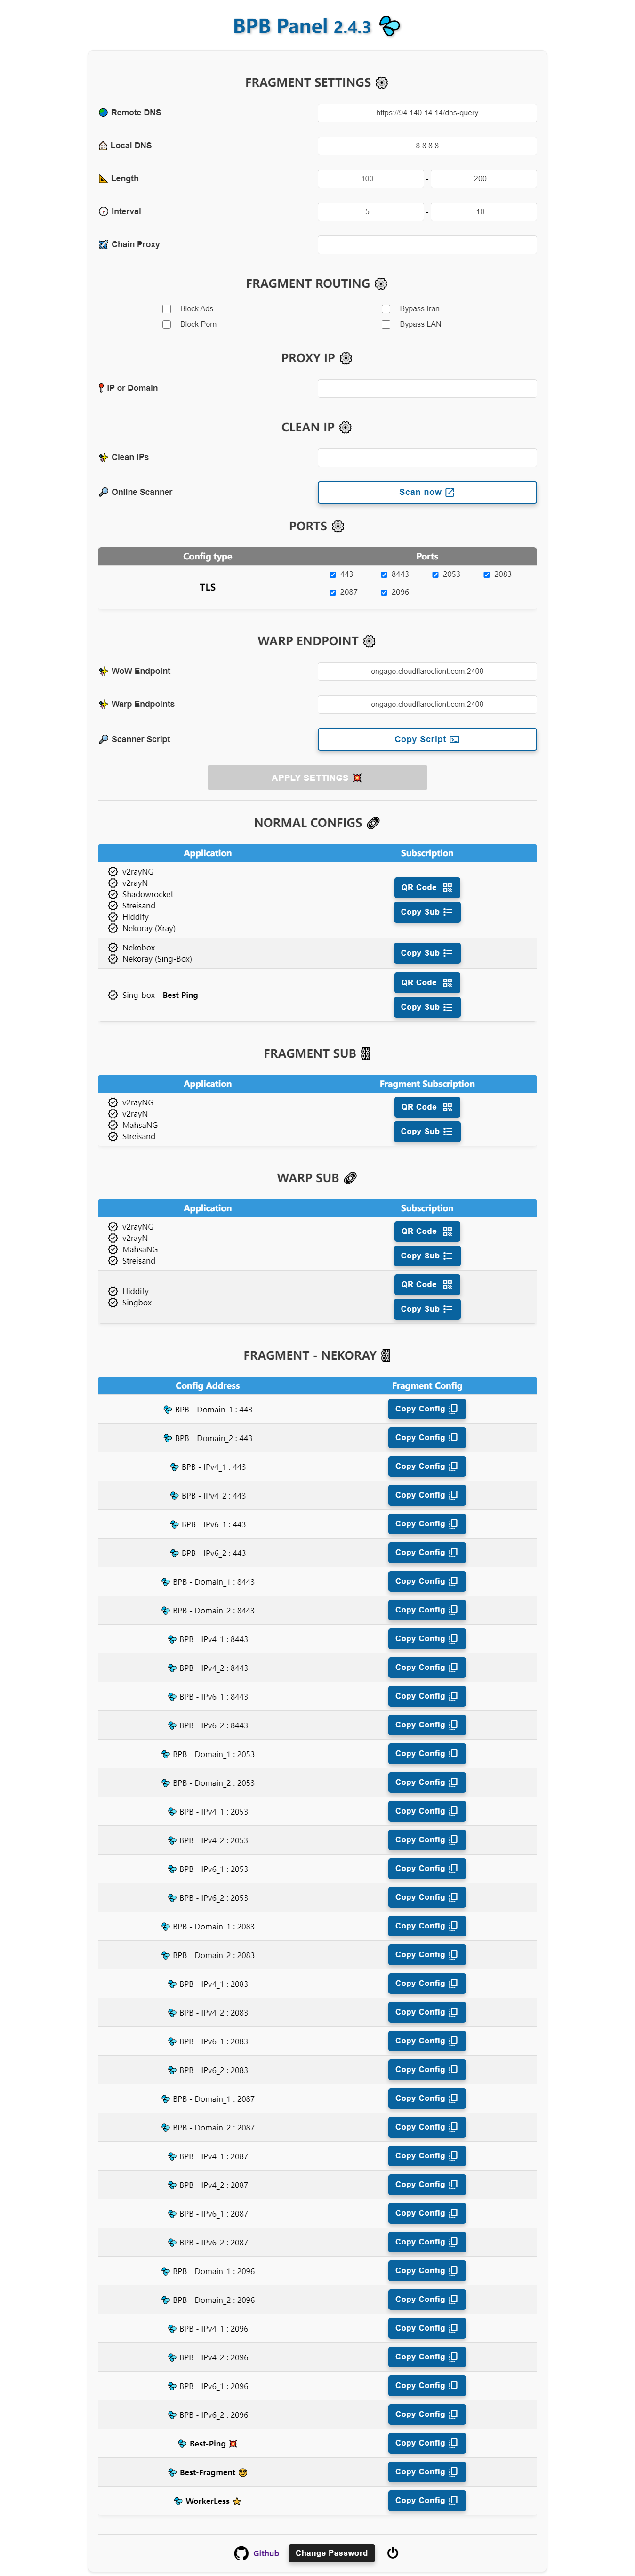 BPB Panel 2.4.3
FRAGMENT SETTINGS
Remote DNS https://94.140.14.14/dns-query
Local DNS 8.8.8.8
Length 100 - 200
Interval 5 - 10
Chain Proxy
FRAGMENT ROUTING
Block Ads. Bypass Iran
Block Porn Bypass LAN
PROXY IP
IP or Domain
CLEAN IP
Clean IPs
Online Scanner Scan now
PORTS
Config type Ports
TLS 443 8443 2053 2083
2087 2096
WARP ENDPOINT
WoW Endpoint engage.cloudflareclient.com:2408
Warp Endpoints engage.cloudflareclient.com:2408
Scanner Script Copy Script
APPLY SETTINGS
NORMAL CONFIGS
Application Subscription
v2rayNG
v2rayN
Shadowrocket
Streisand
Hiddify
Nekoray (Xray)
QR Code
Copy Sub
Nekobox
Nekoray (Sing-Box)
Copy Sub
Sing-box - Best Ping
QR Code
Copy Sub
FRAGMENT SUB
Application Fragment Subscription
v2rayNG
v2rayN
MahsaNG
Streisand
QR Code
Copy Sub
WARP SUB
Application Subscription
v2rayNG
v2rayN
MahsaNG
Streisand
QR Code
Copy Sub
Hiddify
Singbox
QR Code
Copy Sub
FRAGMENT - NEKORAY
Config Address Fragment Config
BPB - Domain_1 : 443 Copy Config
BPB - Domain_2 : 443 Copy Config
BPB - IPv4_1 : 443 Copy Config
BPB - IPv4_2 : 443 Copy Config
BPB - IPv6_1 : 443 Copy Config
BPB - IPv6_2 : 443 Copy Config
BPB - Domain_1 : 8443 Copy Config
BPB - Domain_2 : 8443 Copy Config
BPB - IPv4_1 : 8443 Copy Config
BPB - IPv4_2 : 8443 Copy Config
BPB - IPv6_1 : 8443 Copy Config
BPB - IPv6_2 : 8443 Copy Config
BPB - Domain_1 : 2053 Copy Config
BPB - Domain_2 : 2053 Copy Config
BPB - IPv4_1 : 2053 Copy Config
BPB - IPv4_2 : 2053 Copy Config
BPB - IPv6_1 : 2053 Copy Config
BPB - IPv6_2 : 2053 Copy Config
BPB - Domain_1 : 2083 Copy Config
BPB - Domain_2 : 2083 Copy Config
BPB - IPv4_1 : 2083 Copy Config
BPB - IPv4_2 : 2083 Copy Config
BPB - IPv6_1 : 2083 Copy Config
BPB - IPv6_2 : 2083 Copy Config
BPB - Domain_1 : 2087 Copy Config
BPB - Domain_2 : 2087 Copy Config
BPB - IPv4_1 : 2087 Copy Config
BPB - IPv4_2 : 2087 Copy Config
BPB - IPv6_1 : 2087 Copy Config
BPB - IPv6_2 : 2087 Copy Config
BPB - Domain_1 : 2096 Copy Config
BPB - Domain_2 : 2096 Copy Config
BPB - IPv4_1 : 2096 Copy Config
BPB - IPv4_2 : 2096 Copy Config
BPB - IPv6_1 : 2096 Copy Config
BPB - IPv6_2 : 2096 Copy Config
Best-Ping Copy Config
Best-Fragment Copy Config
WorkerLess Copy Config
Github Change Password